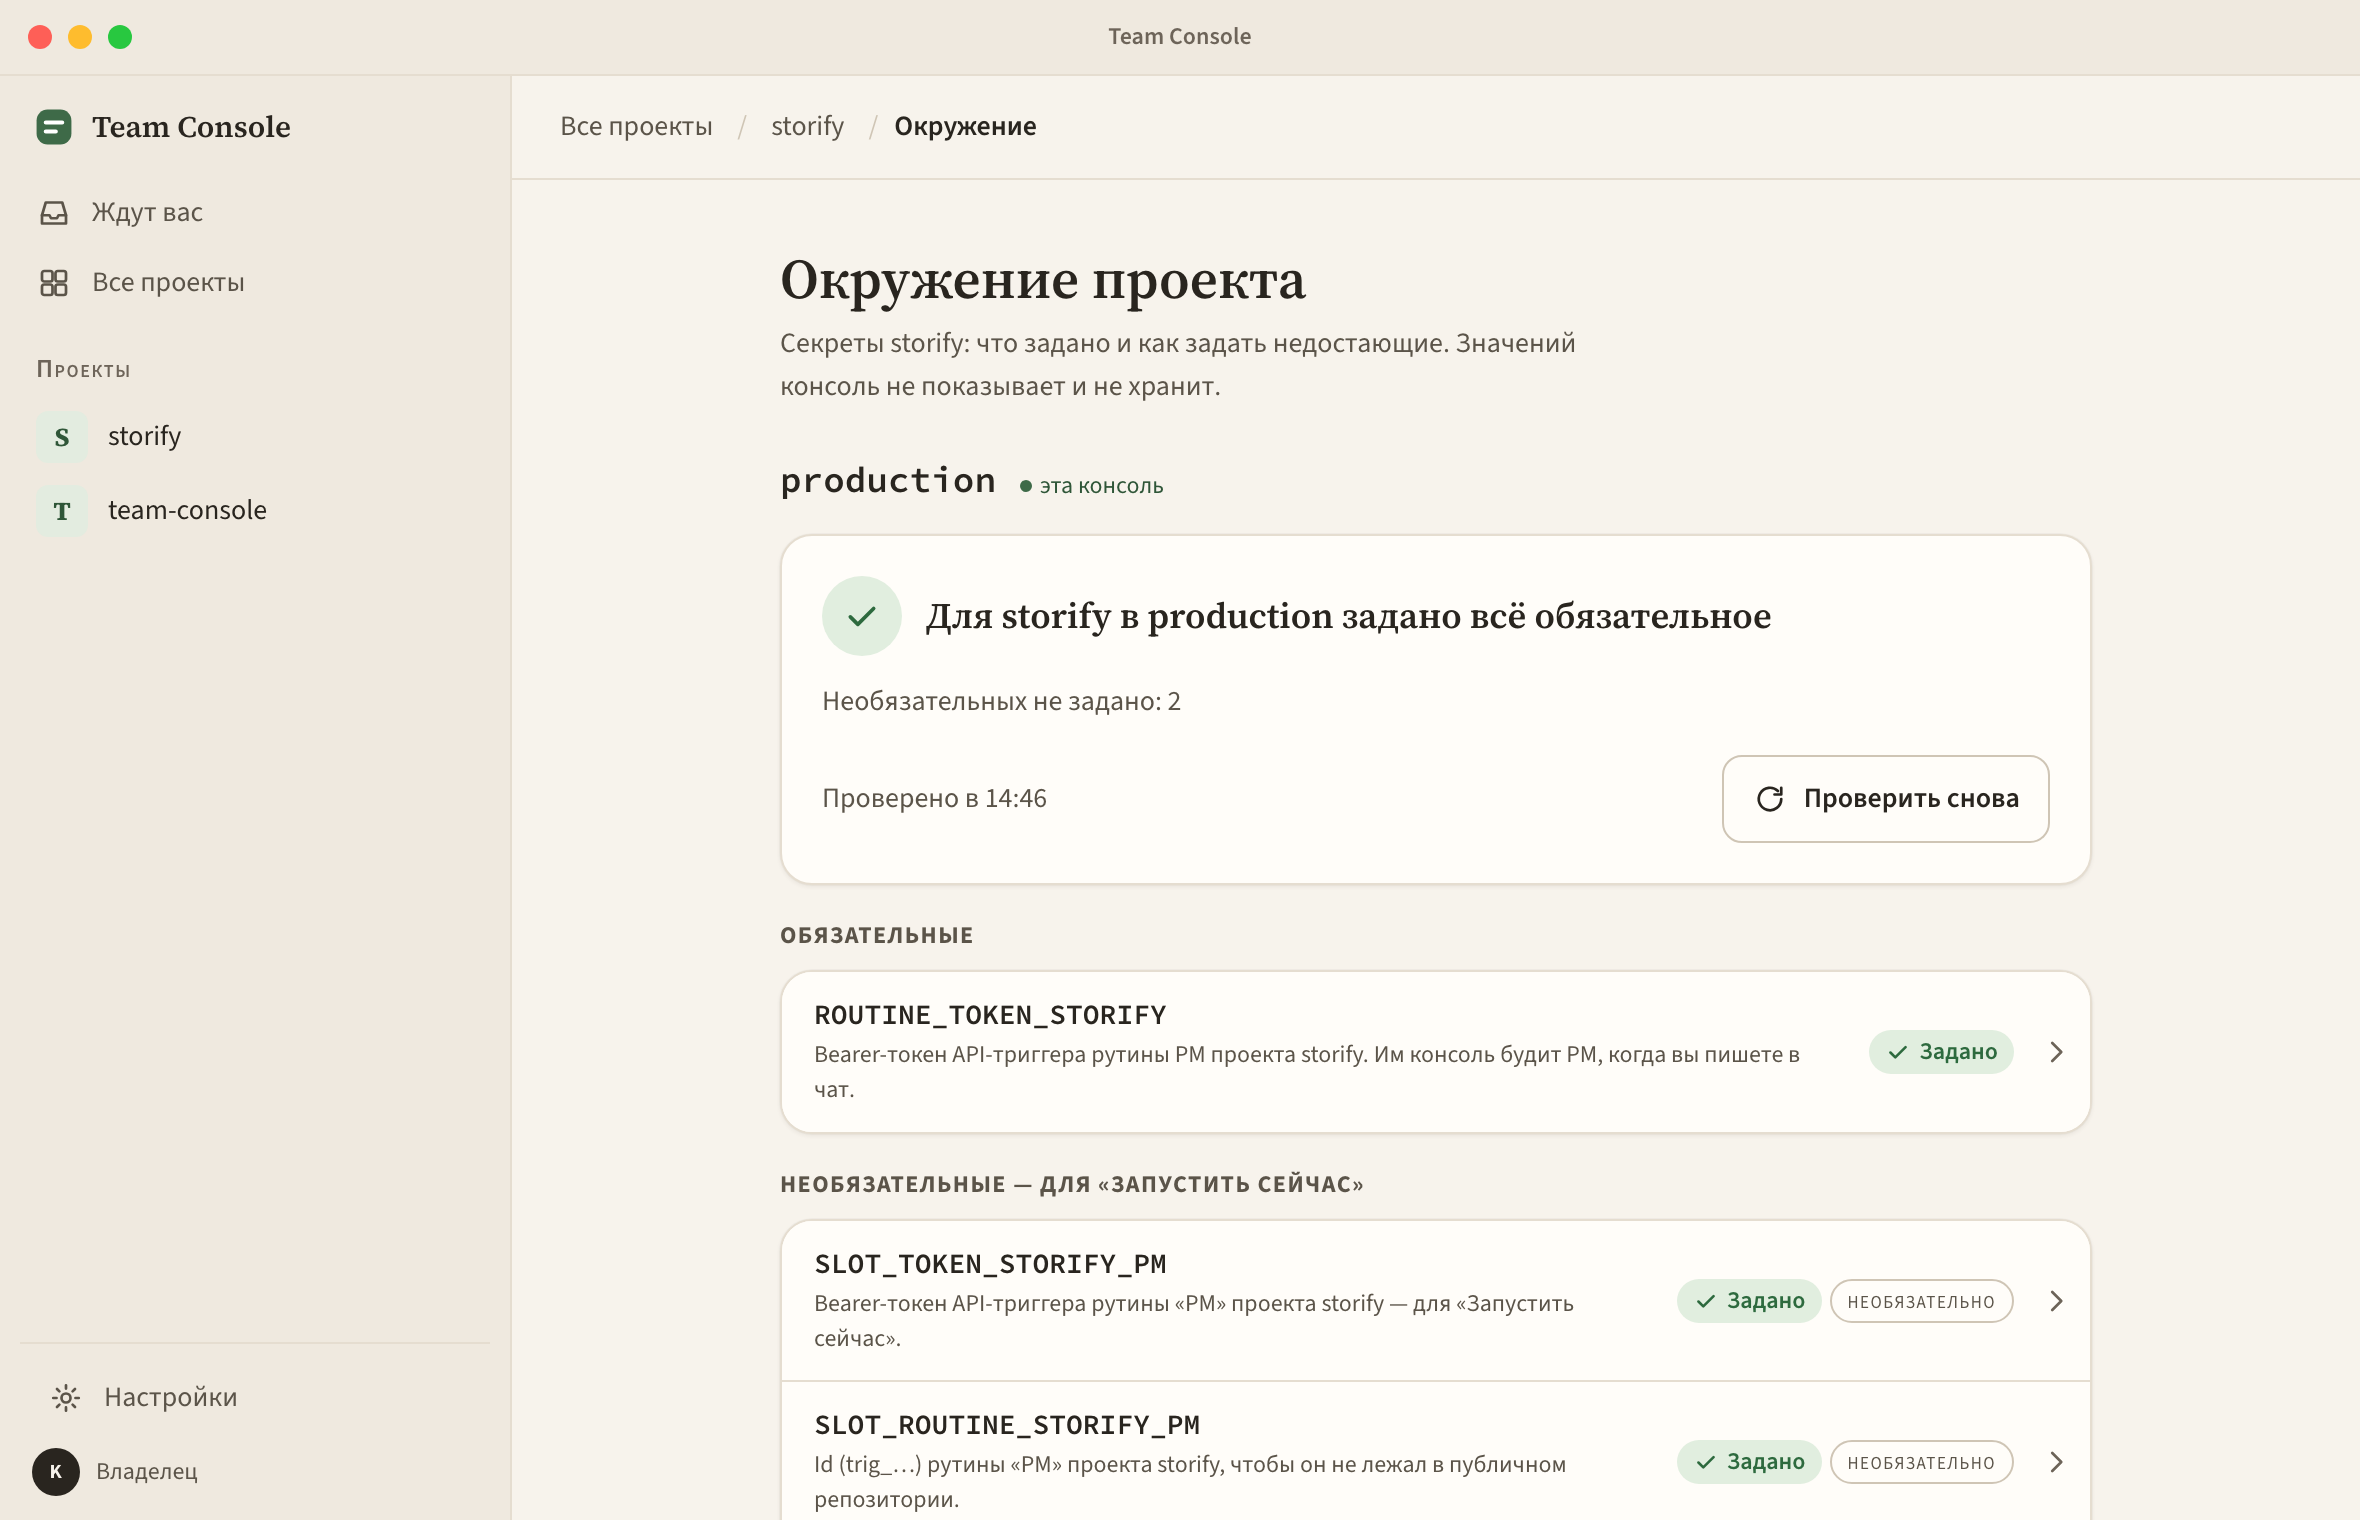 Team Console
Team Console
Ждут вас
Все проекты
Проекты
S storify
T team-console
Настройки
K Владелец
Все проекты / storify / Окружение
Окружение проекта
Секреты storify: что задано и как задать недостающие. Значений
консоль не показывает и не хранит.
production эта консоль
Для storify в production задано всё обязательное
Необязательных не задано: 2
Проверено в 14:46 Проверить снова
ОБЯЗАТЕЛЬНЫЕ
ROUTINE_TOKEN_STORIFY
Bearer-токен API-триггера рутины PM проекта storify. Им консоль будит PM, когда вы пишете в
чат.
Задано
НЕОБЯЗАТЕЛЬНЫЕ — ДЛЯ «ЗАПУСТИТЬ СЕЙЧАС»
SLOT_TOKEN_STORIFY_PM
Bearer-токен API-триггера рутины «PM» проекта storify — для «Запустить
сейчас».
Задано НЕОБЯЗАТЕЛЬНО
SLOT_ROUTINE_STORIFY_PM
Id (trig_…) рутины «PM» проекта storify, чтобы он не лежал в публичном
репозитории.
Задано НЕОБЯЗАТЕЛЬНО